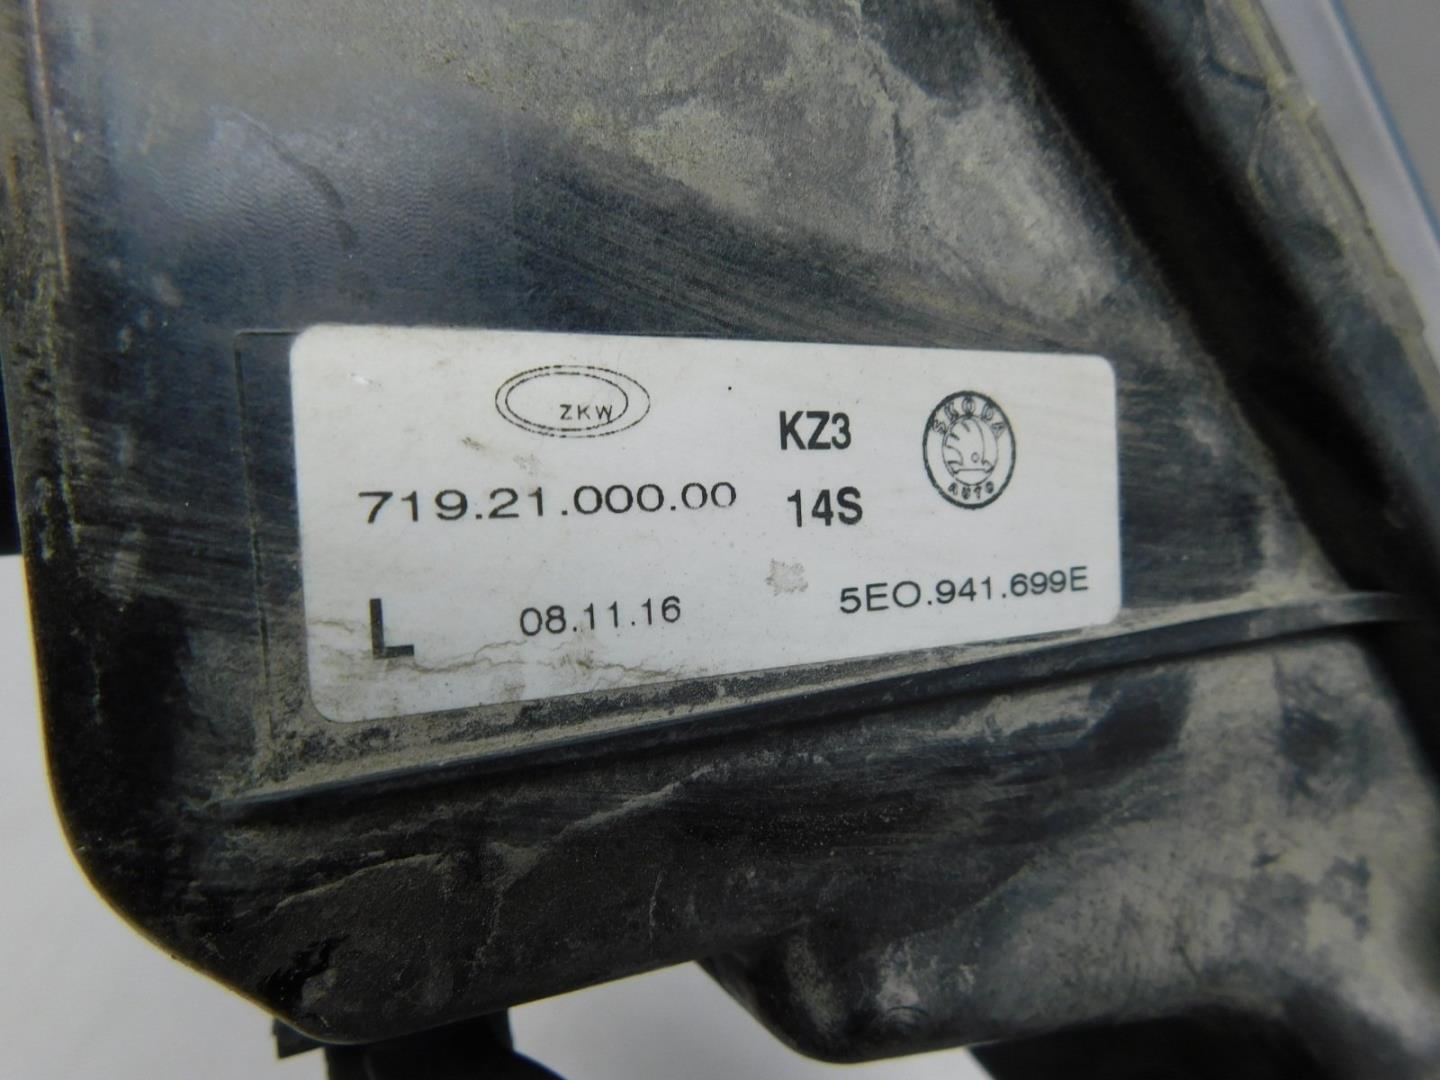 ZKW
KZ3
ŠKODA
AUTO
719.21.000.00
14S
L
08.11.16
5EO.941.699E